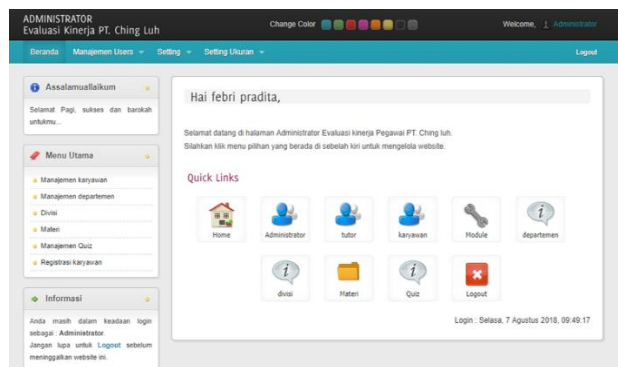 ADMINISTRATOR
Evaluasi Kinerja PT. Ching Luh
Change Color
Welcome, Administrator
Beranda Manajemen Users Setting Setting Ukuran Logout
Assalamuallaikum
Selamat Pagi, sukses dan barokah
untukmu...
Menu Utama
Manajemen karyawan
Manajemen departemen
Divisi
Materi
Manajemen Quiz
Registrasi karyawan
Informasi
Anda masih dalam keadaan login
sebagai : Administrator.
Jangan lupa untuk Logout sebelum
meninggalkan website ini.
Hai febri pradita,
Selamat datang di halaman Administrator Evaluasi kinerja Pegawai PT. Ching luh.
Silahkan klik menu pilihan yang berada di sebelah kiri untuk mengelola website.
Quick Links
Home Administrator tutor karyawan Module departemen
divisi Materi Quiz Logout
Login : Selasa, 7 Agustus 2018, 09:49:17